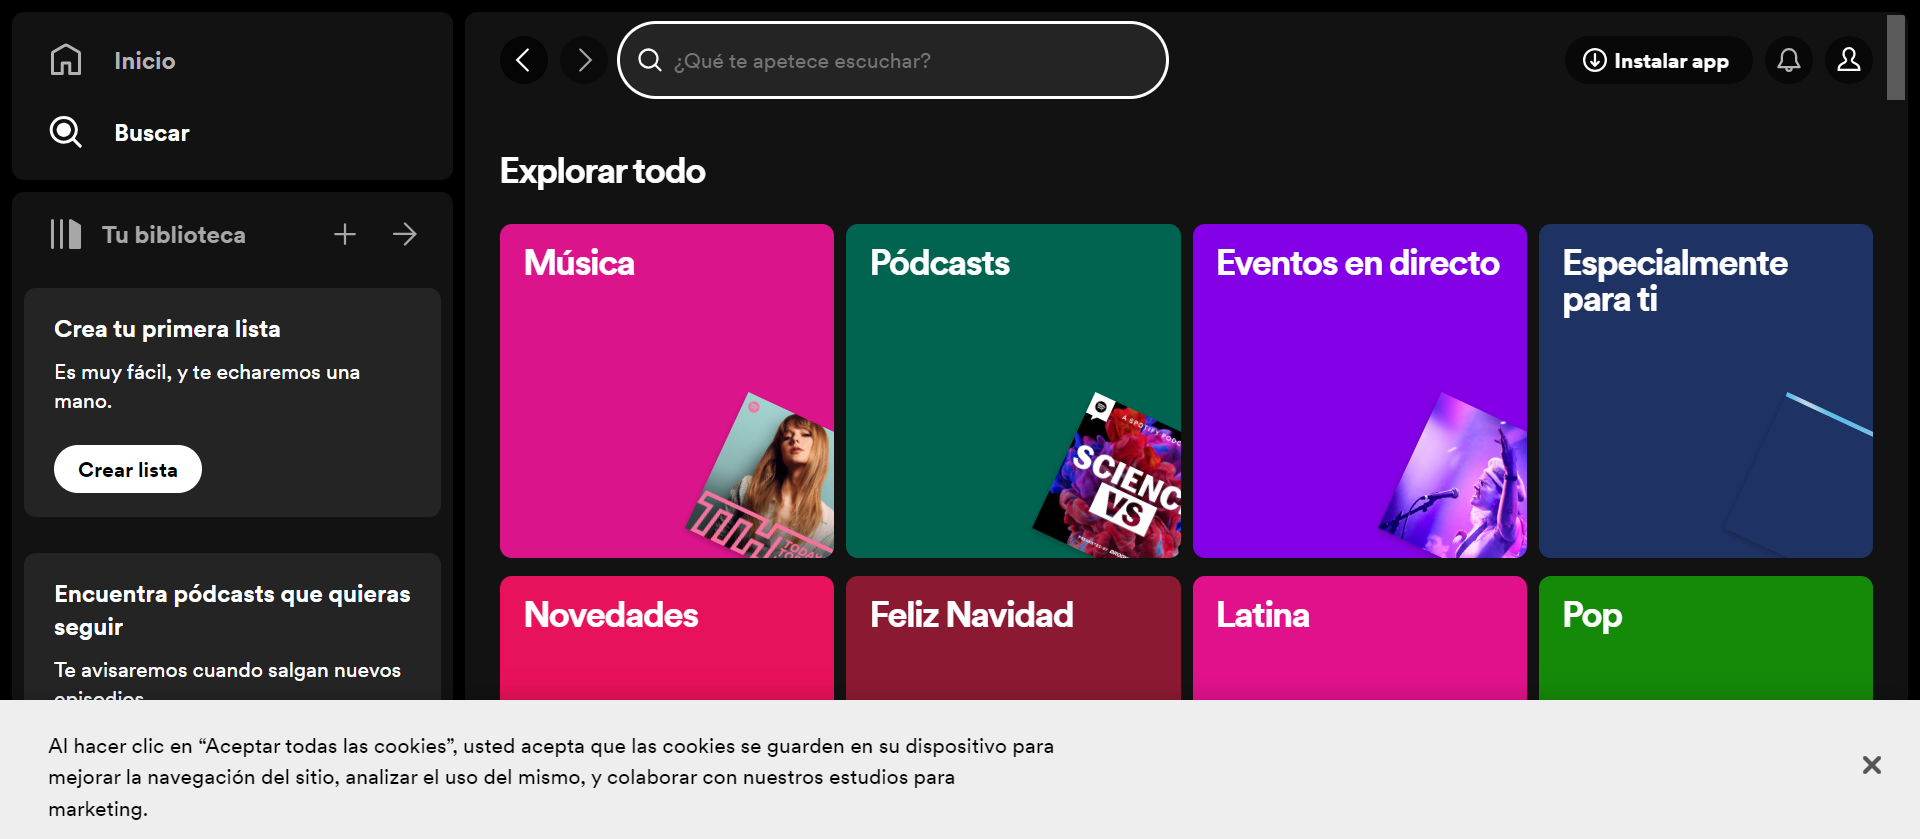 Inicio
Buscar
Tu biblioteca
Crea tu primera lista
Es muy fácil, y te echaremos una
mano.
Crear lista
Encuentra pódcasts que quieras
seguir
Te avisaremos cuando salgan nuevos
episodios
¿Qué te apetece escuchar?
Instalar app
Explorar todo
Música
Pódcasts
Eventos en directo
Especialmente
para ti
A SPOTIFY
SCIENC
VS
Novedades
Feliz Navidad
Latina
Pop
Al hacer clic en “Aceptar todas las cookies”, usted acepta que las cookies se guarden en su dispositivo para
mejorar la navegación del sitio, analizar el uso del mismo, y colaborar con nuestros estudios para
marketing.